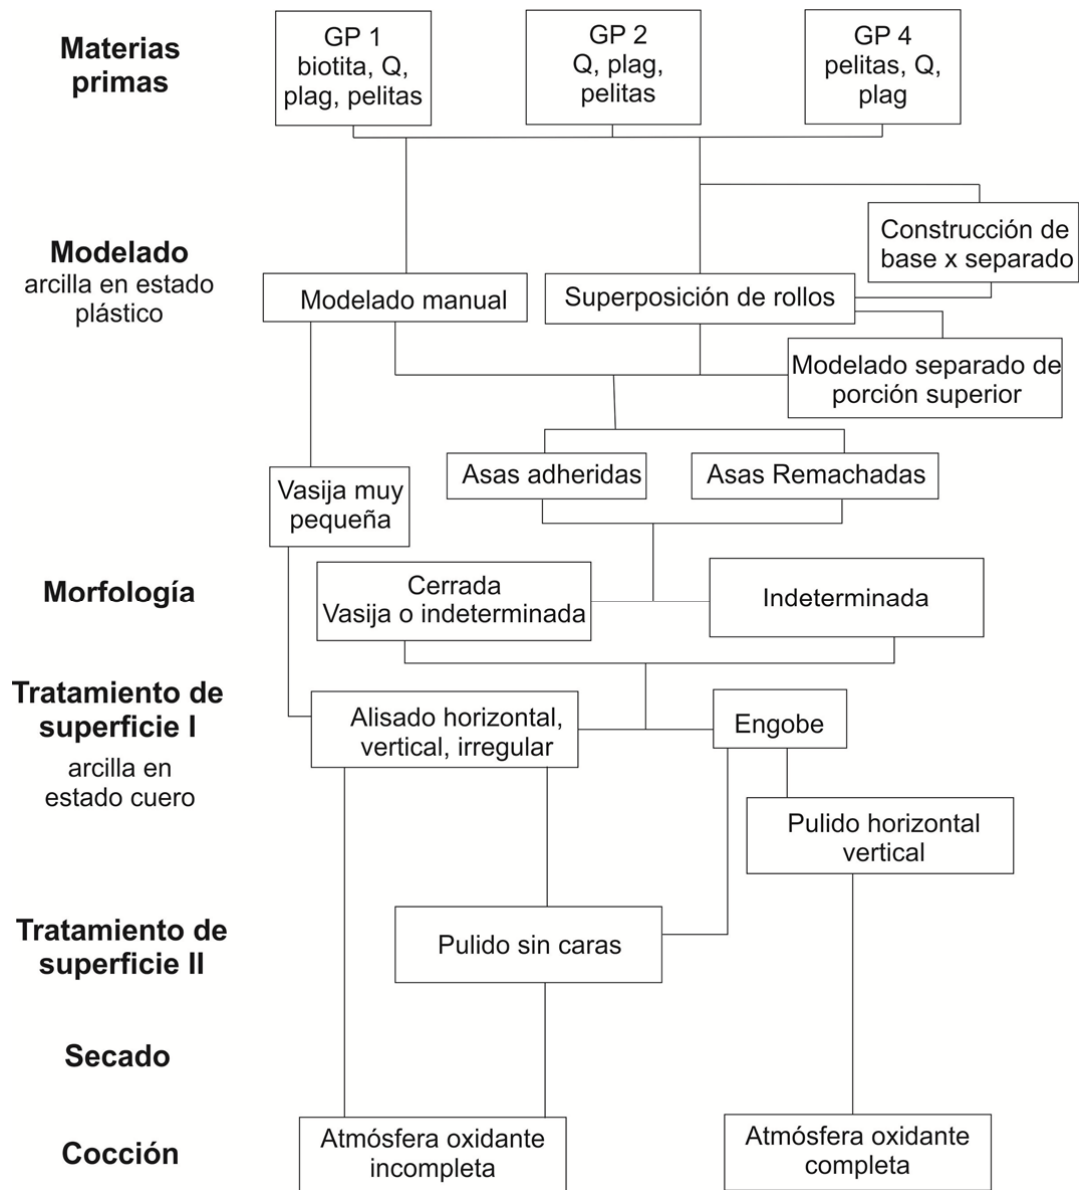 Materias
primas
GP 1
biotita, Q,
plag, pelitas
GP 2
Q, plag,
pelitas
GP 4
pelitas, Q,
plag
Modelado
arcilla en estado
plástico
Construcción de
base x separado
Modelado manual
Superposición de rollos
Modelado separado de
porción superior
Asas adheridas
Asas Remachadas
Vasija muy
pequeña
Morfología
Cerrada
Vasija o indeterminada
Indeterminada
Tratamiento de
superficie I
arcilla en
estado cuero
Alisado horizontal,
vertical, irregular
Engobe
Pulido horizontal
vertical
Tratamiento de
superficie II
Pulido sin caras
Secado
Cocción
Atmósfera oxidante
incompleta
Atmósfera oxidante
completa